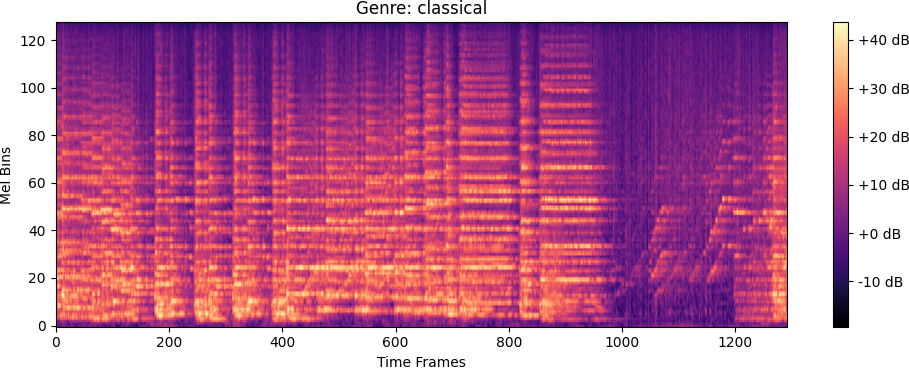 Genre: classical
120
100
80
60
40
20
0
Mel Bins
0 200 400 600 800 1000 1200
Time Frames
+40 dB
+30 dB
+20 dB
+10 dB
+0 dB
-10 dB